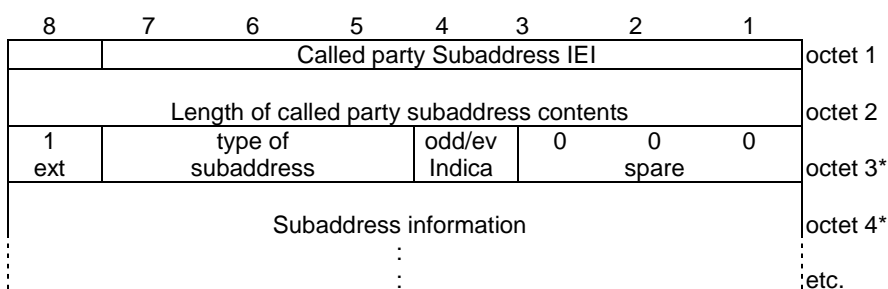 8 7 6 5 4 3 2 1
Called party Subaddress IEI octet 1
Length of called party subaddress contents octet 2
1 type of odd/ev 0 0 0
ext subaddress Indica spare octet 3*
Subaddress information octet 4*
:
: etc.